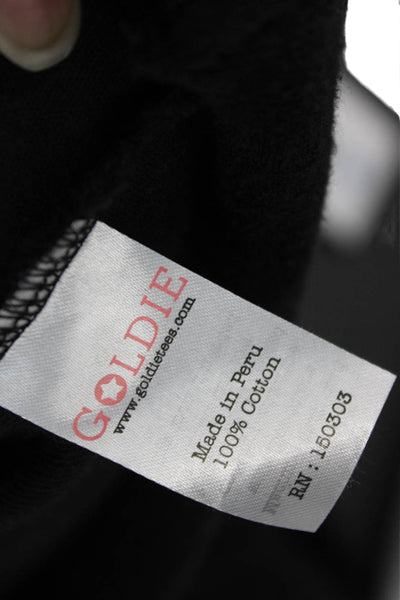 GOLDIE
www.goldietees.com
Made in Peru
100% Cotton
RN : 150303